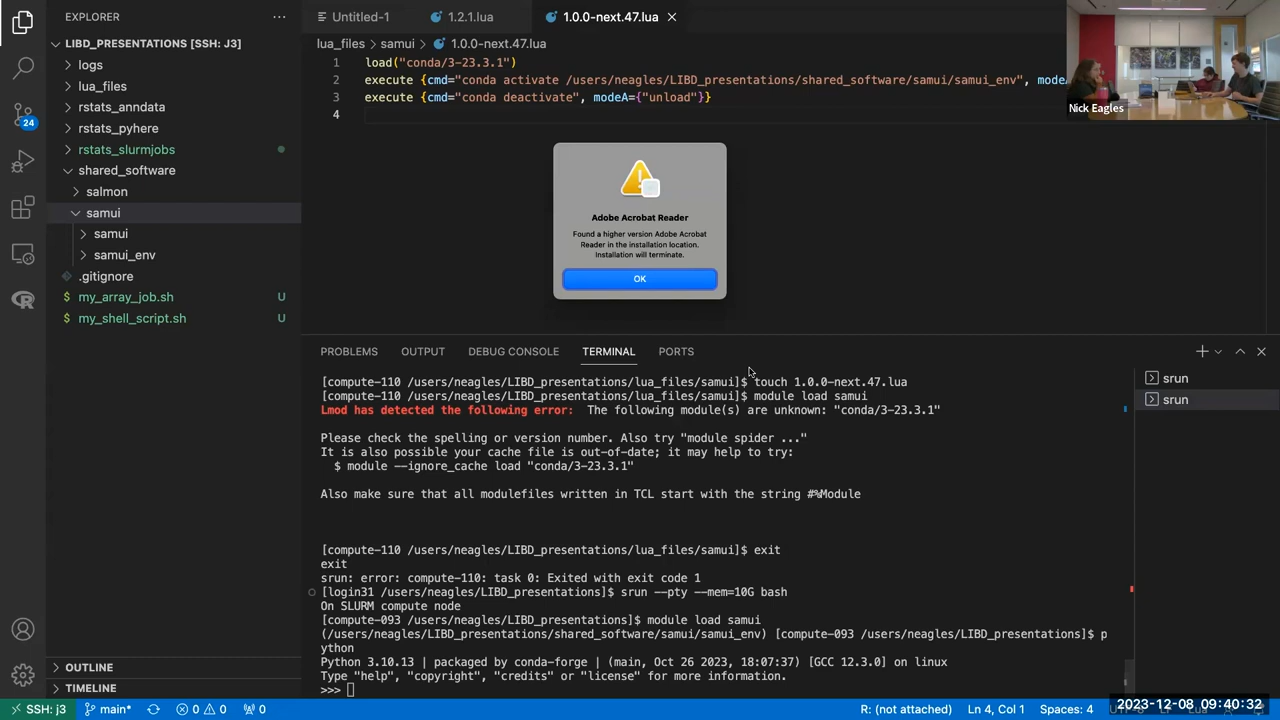 EXPLORER
Untitled-1
1.2.1.lua
1.0.0-next.47.lua
LIBD_PRESENTATIONS [SSH: J3]
logs
lua_files
rstats_anndata
rstats_pyhere
rstats_slurmjobs
shared_software
salmon
samui
samui
samui_env
.gitignore
my_array_job.sh U
my_shell_script.sh U
OUTLINE
TIMELINE
24
lua_files > samui > 1.0.0-next.47.lua
1 load("conda/3-23.3.1")
2 execute {cmd="conda activate /users/neagles/LIBD_presentations/shared_software/samui/samui_env", modeA
3 execute {cmd="conda deactivate", modeA={"unload"}}
4
Nick Eagles
Adobe Acrobat Reader
Found a higher version Adobe Acrobat
Reader in the installation location.
Installation will terminate.
OK
PROBLEMS OUTPUT DEBUG CONSOLE TERMINAL PORTS
[compute-110 /users/neagles/LIBD_presentations/lua_files/samui]$ touch 1.0.0-next.47.lua
[compute-110 /users/neagles/LIBD_presentations/lua_files/samui]$ module load samui
Lmod has detected the following error: The following module(s) are unknown: "conda/3-23.3.1"
Please check the spelling or version number. Also try "module spider ..."
It is also possible your cache file is out-of-date; it may help to try:
$ module --ignore_cache load "conda/3-23.3.1"
Also make sure that all modulefiles written in TCL start with the string #%Module
[compute-110 /users/neagles/LIBD_presentations/lua_files/samui]$ exit
exit
srun: error: compute-110: task 0: Exited with exit code 1
[login31 /users/neagles/LIBD_presentations]$ srun --pty --mem=10G bash
On SLURM compute node
[compute-093 /users/neagles/LIBD_presentations]$ module load samui
(/users/neagles/LIBD_presentations/shared_software/samui/samui_env) [compute-093 /users/neagles/LIBD_presentations]$ p
ython
Python 3.10.13 | packaged by conda-forge | (main, Oct 26 2023, 18:07:37) [GCC 12.3.0] on linux
Type "help", "copyright", "credits" or "license" for more information.
>>>
srun
srun
SSH: j3 main* 0 0 0 R: (not attached) Ln 4, Col 1 Spaces: 4
2023-12-08 09:40:32